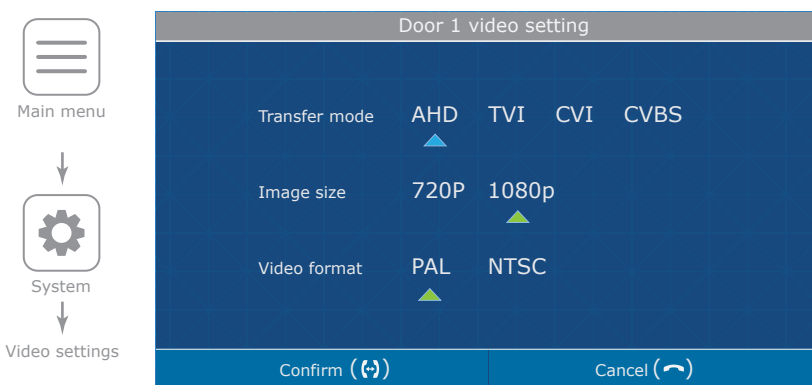 Main menu
System
Video settings
Door 1 video setting
Transfer mode AHD TVI CVI CVBS
Image size 720P 1080p
Video format PAL NTSC
Confirm ( ) Cancel ( )